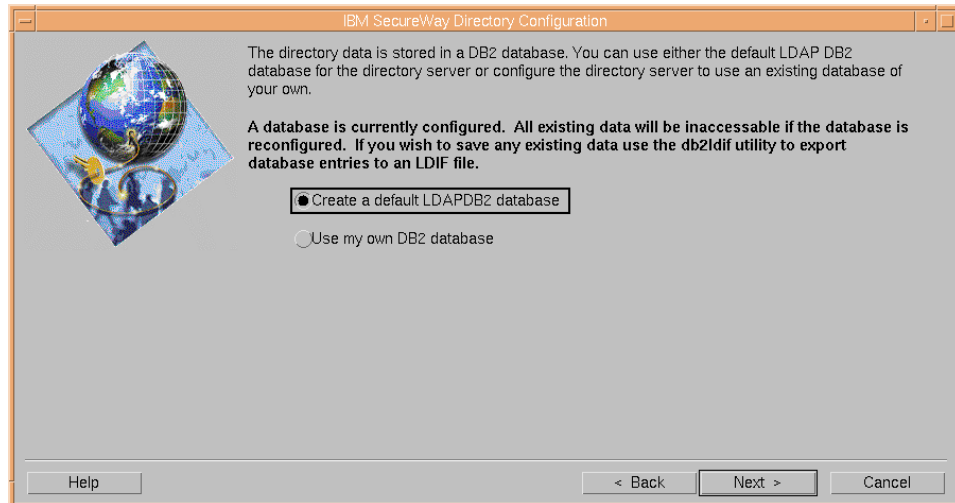 IBM SecureWay Directory Configuration
The directory data is stored in a DB2 database. You can use either the default LDAP DB2
database for the directory server or configure the directory server to use an existing database of
your own.
A database is currently configured. All existing data will be inaccessable if the database is
reconfigured. If you wish to save any existing data use the db2ldif utility to export
database entries to an LDIF file.
Create a default LDAPDB2 database
Use my own DB2 database
Help
< Back
Next >
Cancel